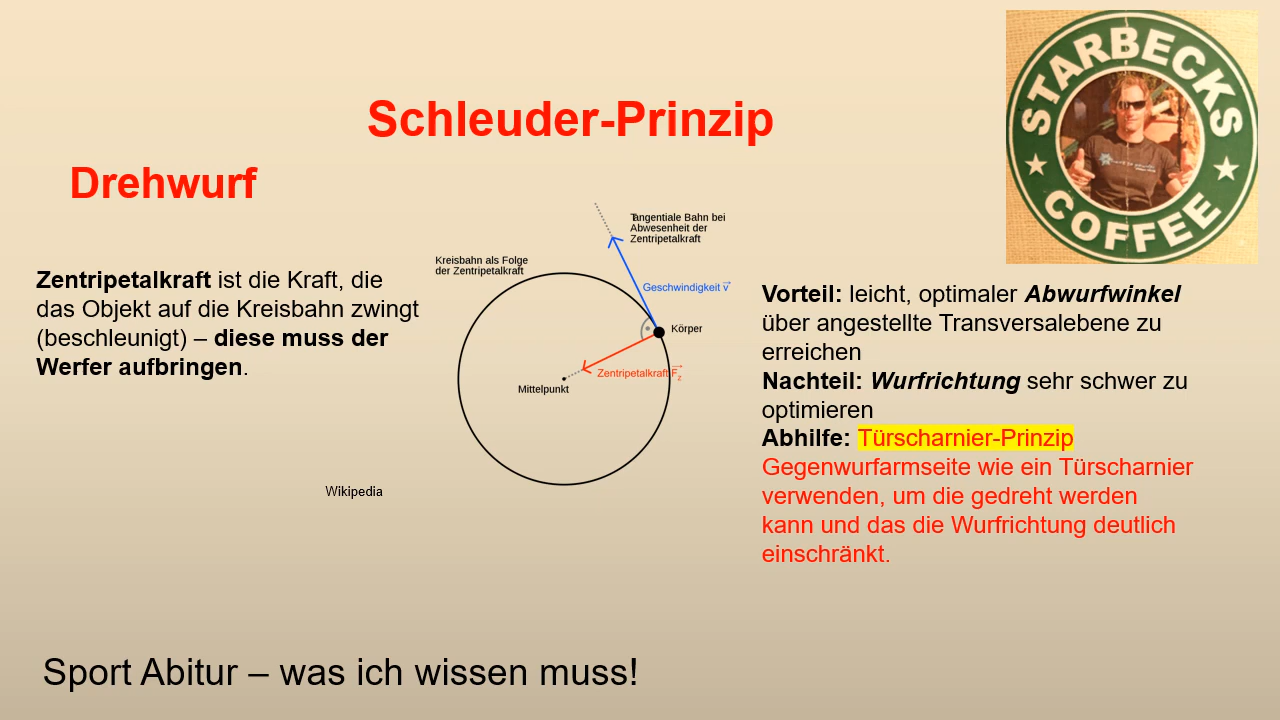 STARBECKS
COFFEE
Schleuder-Prinzip
Drehwurf
Zentripetalkraft ist die Kraft, die
das Objekt auf die Kreisbahn zwingt
(beschleunigt) – diese muss der
Werfer aufbringen.
Kreisbahn als Folge
der Zentripetalkraft
Tangentiale Bahn bei
Abwesenheit der
Zentripetalkraft
Geschwindigkeit v
Körper
Zentripetalkraft F_z
Mittelpunkt
Wikipedia
Vorteil: leicht, optimaler Abwurfwinkel
über angestellte Transversalebene zu
erreichen
Nachteil: Wurfrichtung sehr schwer zu
optimieren
Abhilfe: Türscharnier-Prinzip
Gegenwurfarmseite wie ein Türscharnier
verwenden, um die gedreht werden
kann und das die Wurfrichtung deutlich
einschränkt.
Sport Abitur – was ich wissen muss!